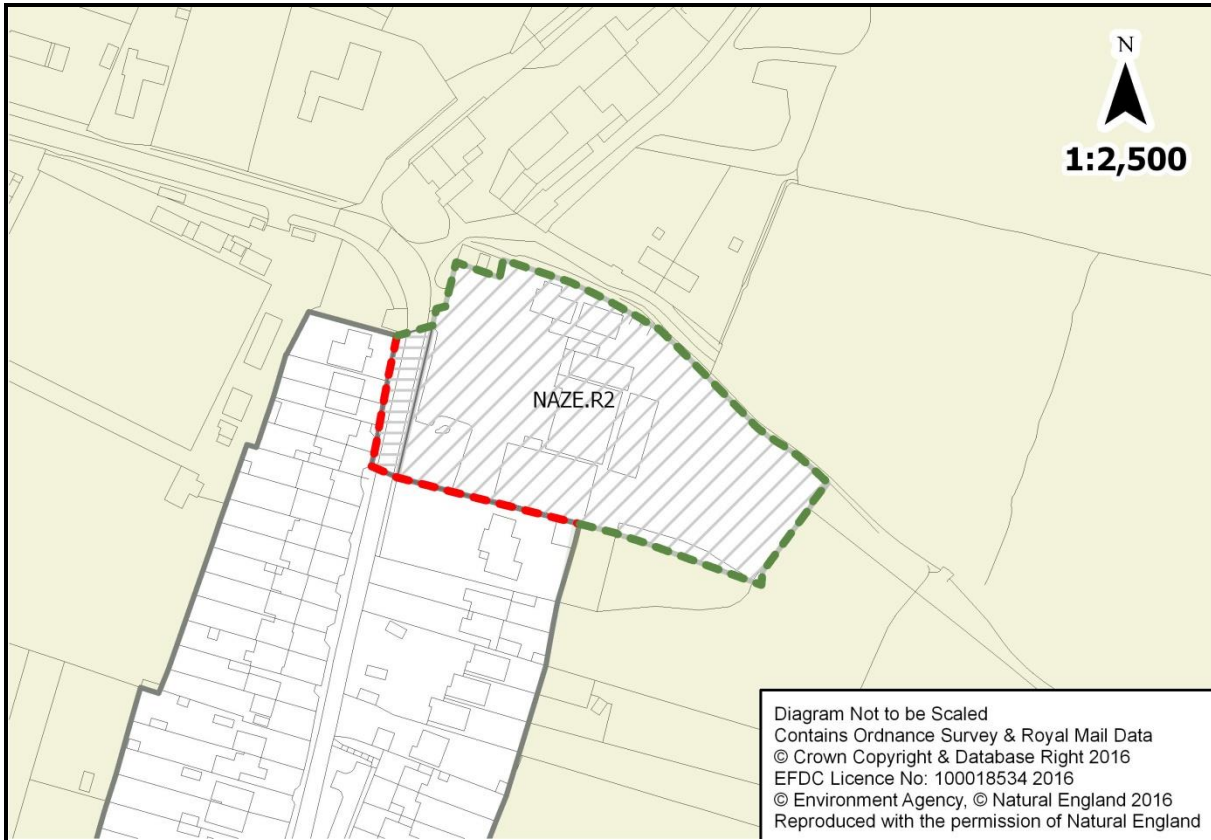 N
1:2,500
NAZE.R2
Diagram Not to be Scaled
Contains Ordnance Survey & Royal Mail Data
© Crown Copyright & Database Right 2016
EFDC Licence No: 100018534 2016
© Environment Agency, © Natural England 2016
Reproduced with the permission of Natural England